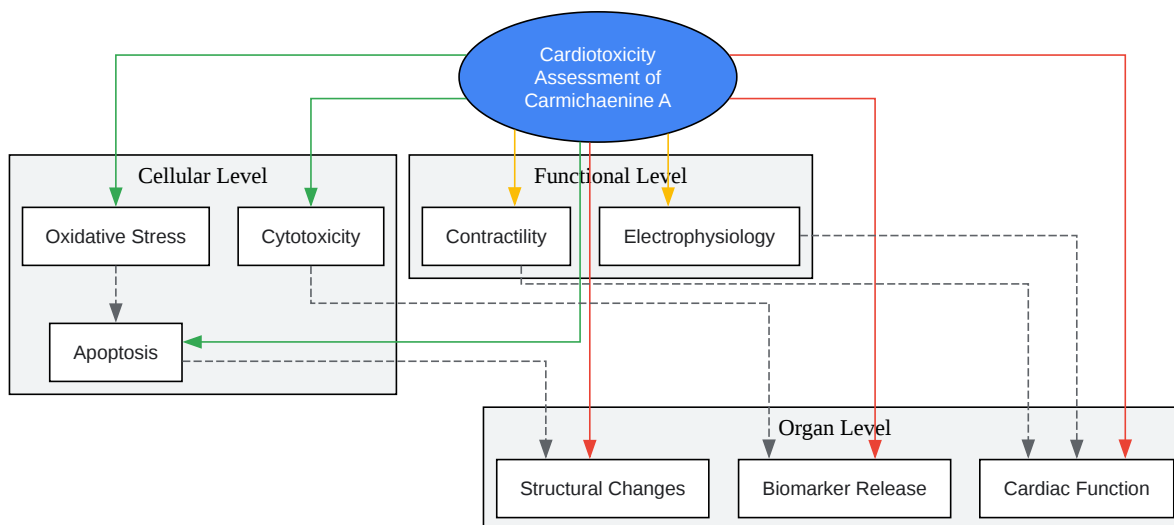 Cardiotoxicity
Assessment of
Carmichaenine A
Cellular Level
Functional Level
Oxidative Stress
Cytotoxicity
Contractility
Electrophysiology
Apoptosis
Organ Level
Structural Changes
Biomarker Release
Cardiac Function